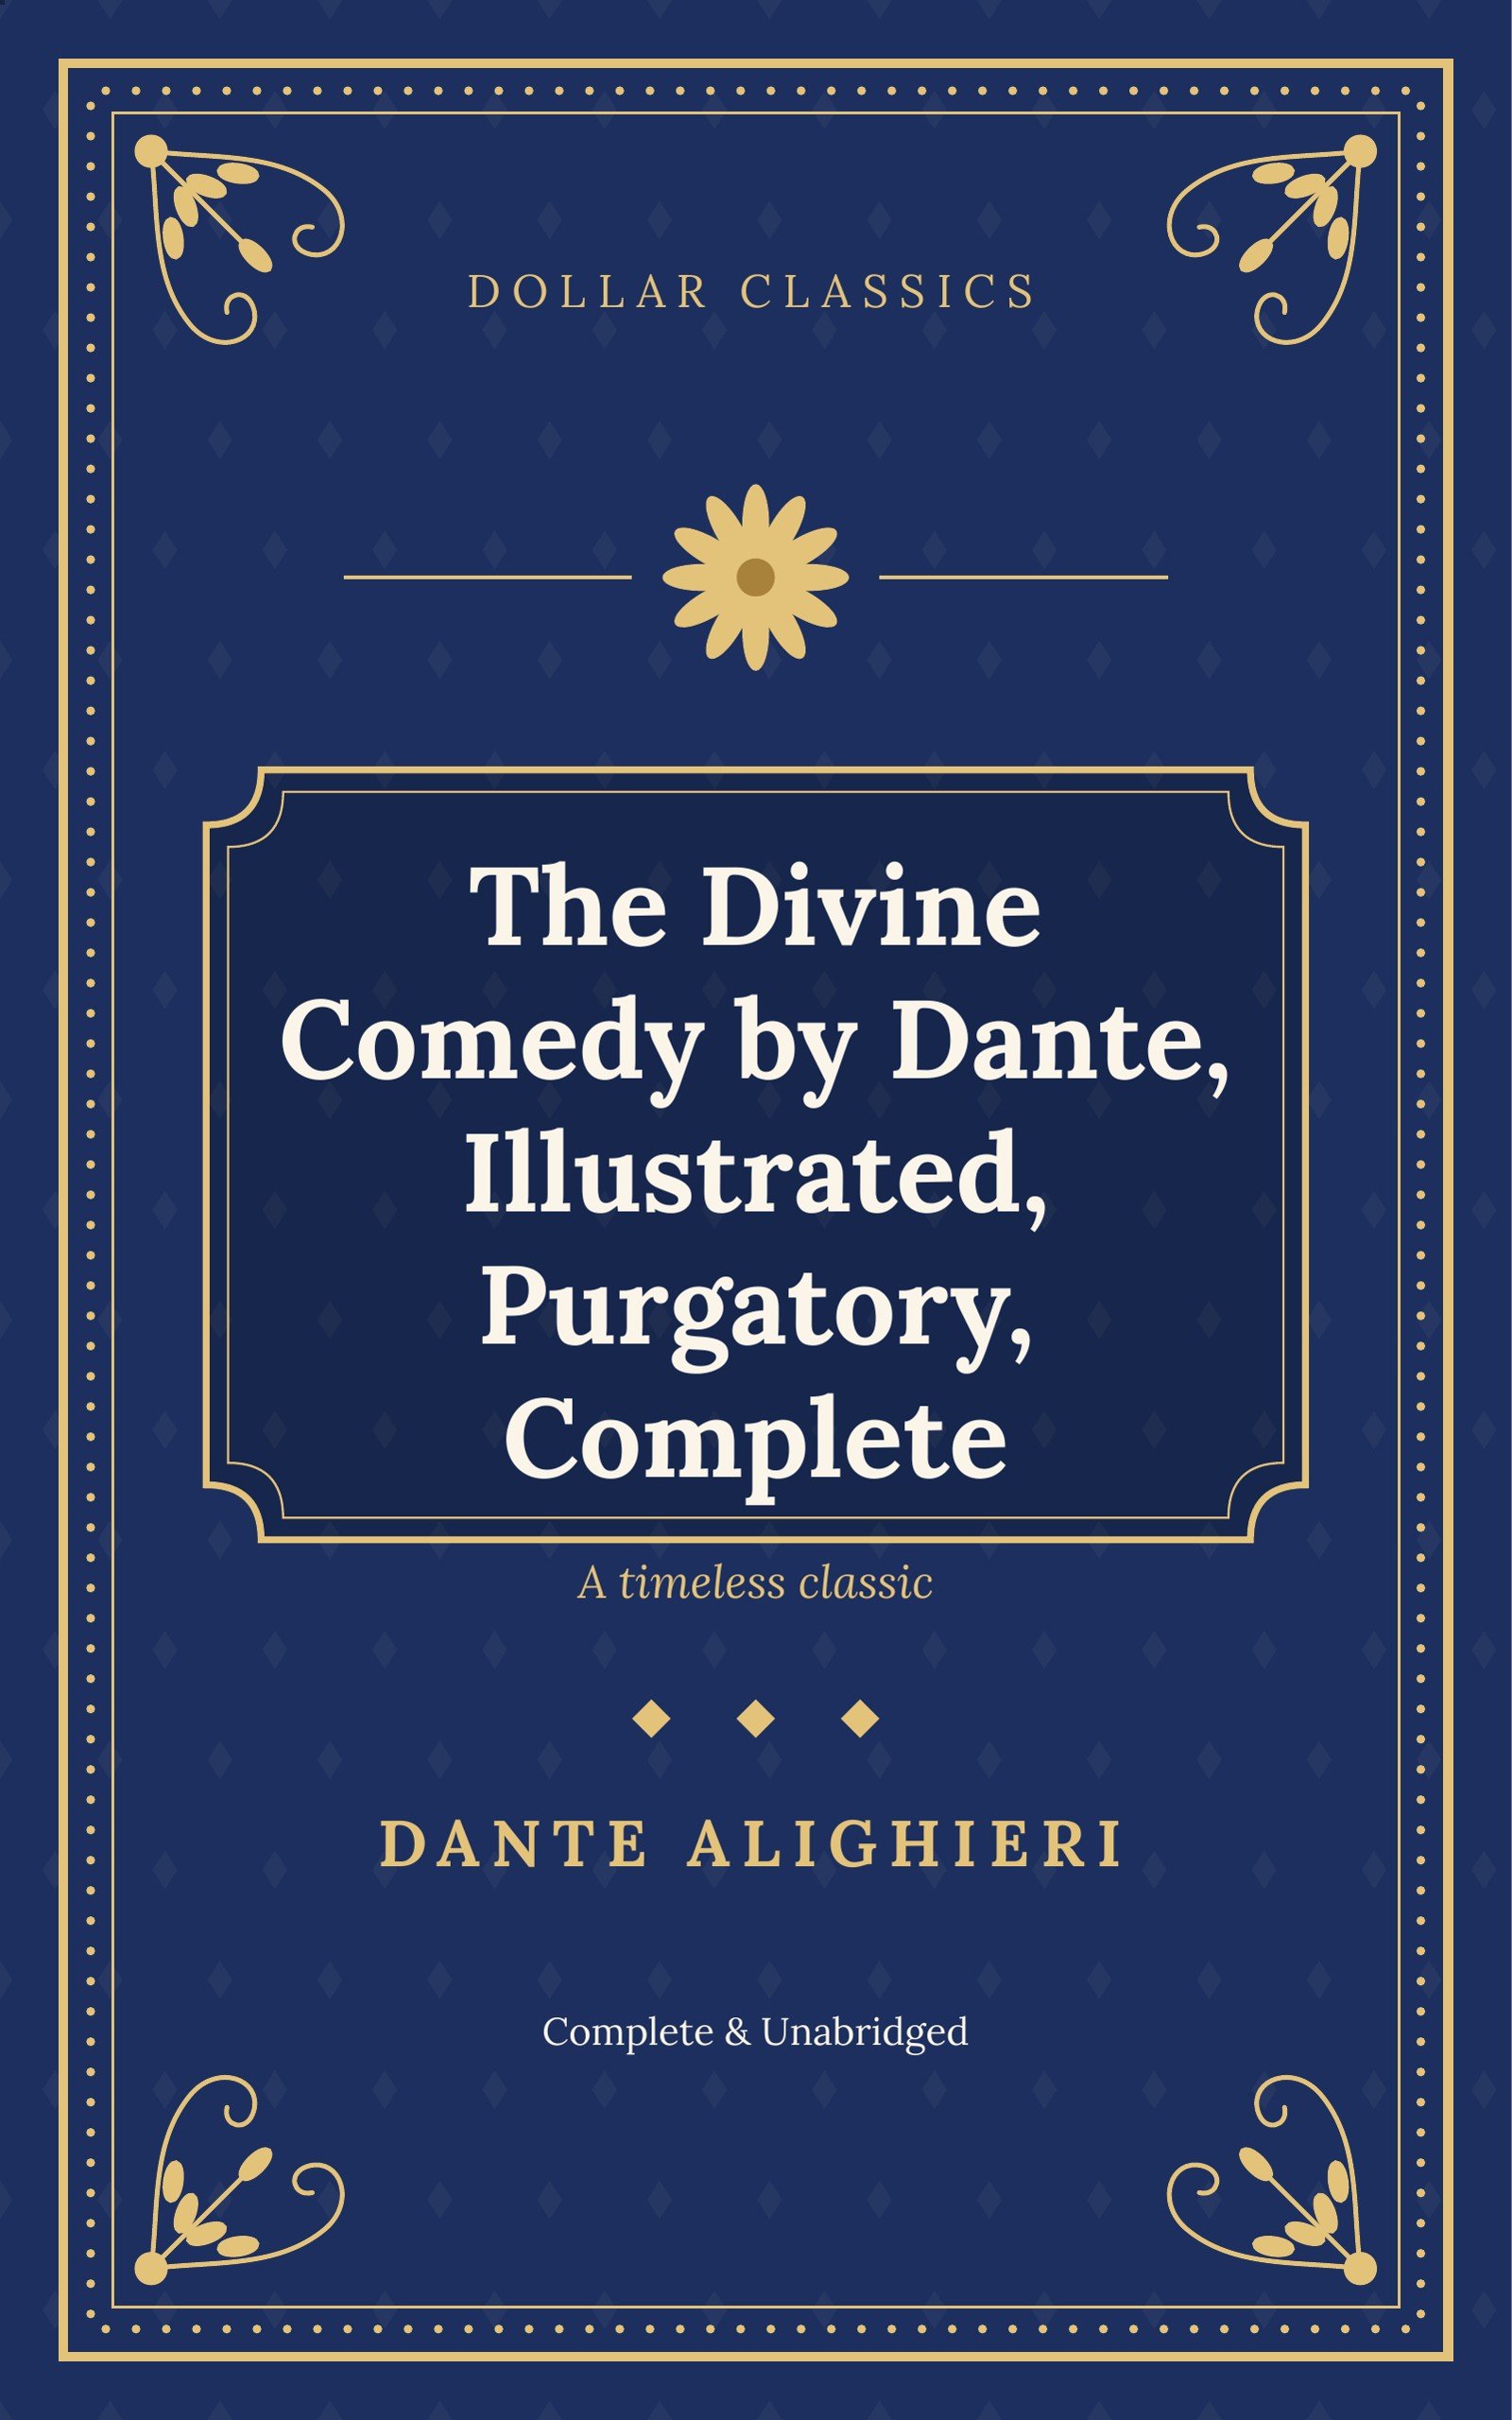 DOLLAR CLASSICS
The Divine
Comedy by Dante,
Illustrated,
Purgatory,
Complete
A timeless classic
DANTE ALIGHIERI
Complete & Unabridged